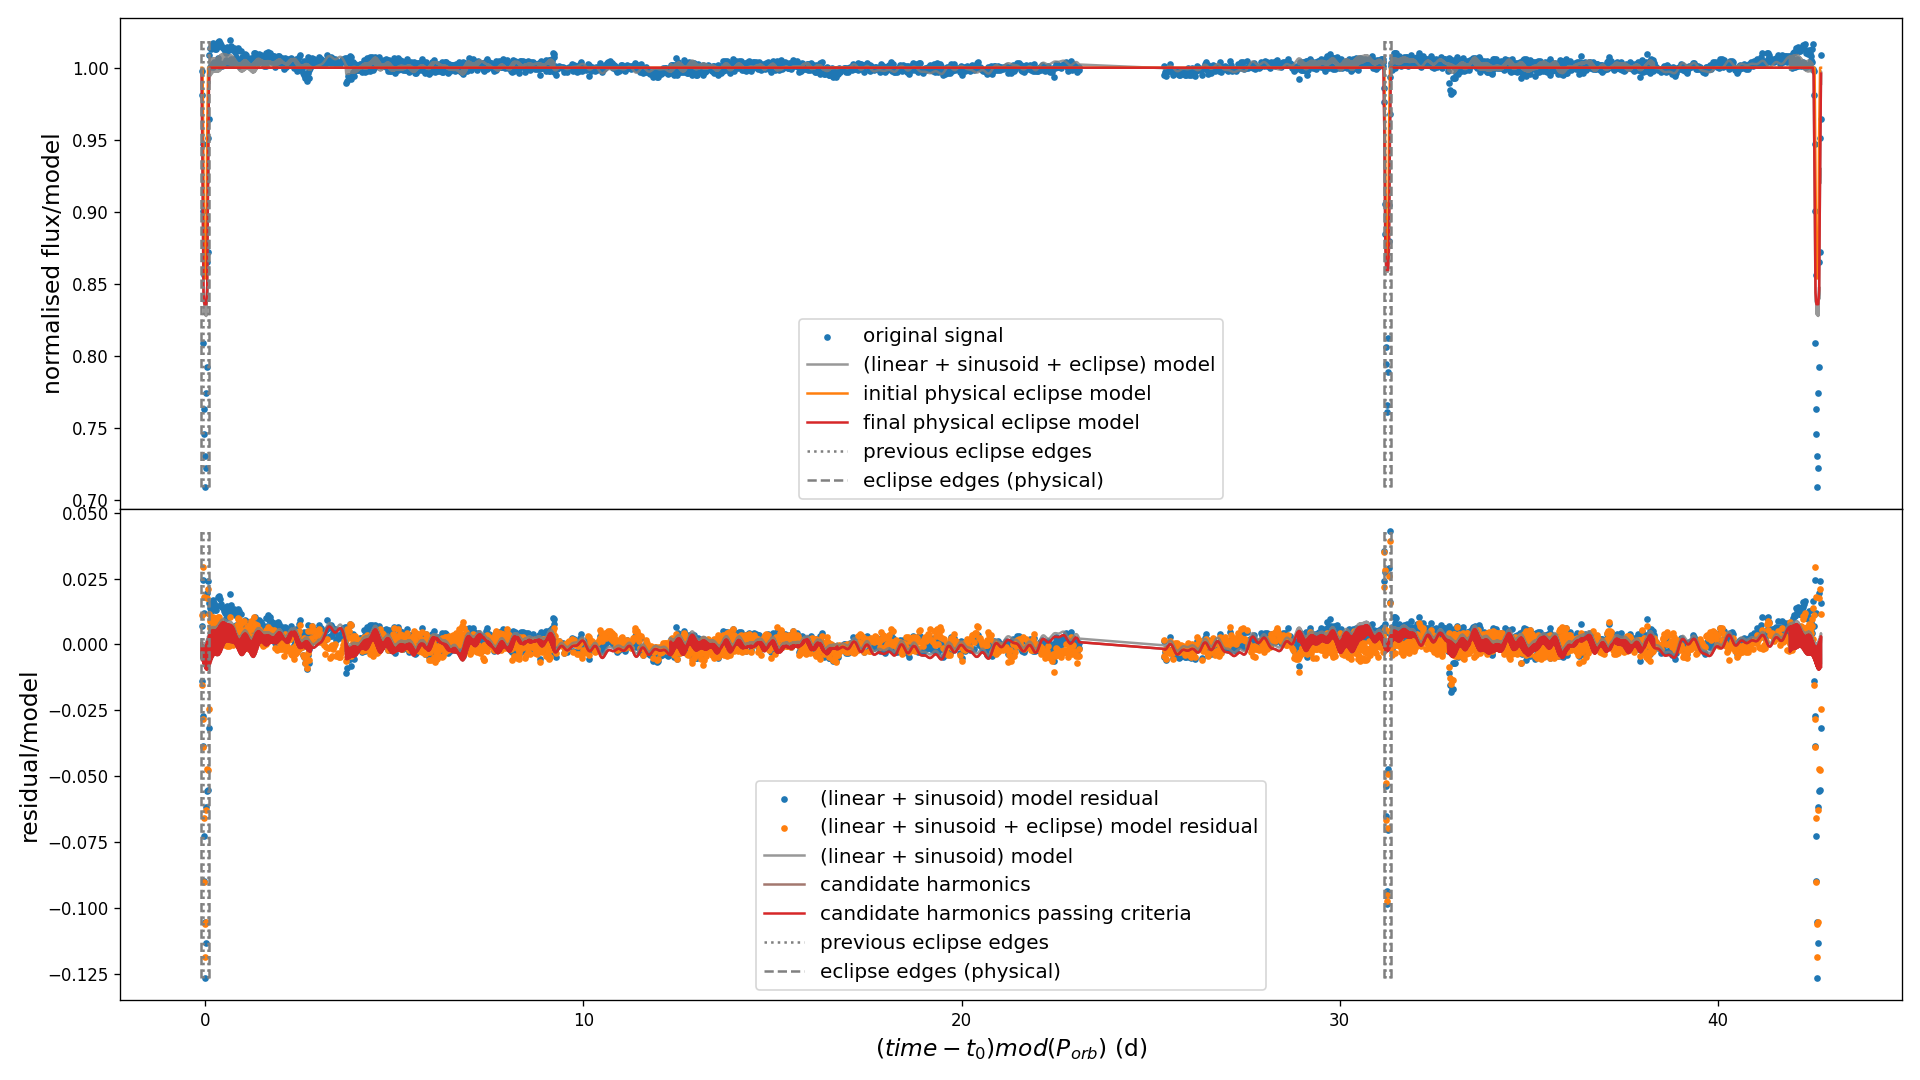 normalised flux/model
1.00
0.95
0.90
0.85
0.80
0.75
0.70
original signal
(linear + sinusoid + eclipse) model
initial physical eclipse model
final physical eclipse model
previous eclipse edges
eclipse edges (physical)
residual/model
0.050
0.025
0.000
−0.025
−0.050
−0.075
−0.100
−0.125
(linear + sinusoid) model residual
(linear + sinusoid + eclipse) model residual
(linear + sinusoid) model
candidate harmonics
candidate harmonics passing criteria
previous eclipse edges
eclipse edges (physical)
0 10 20 30 40
(time − t₀)mod(Pₒᵣb) (d)